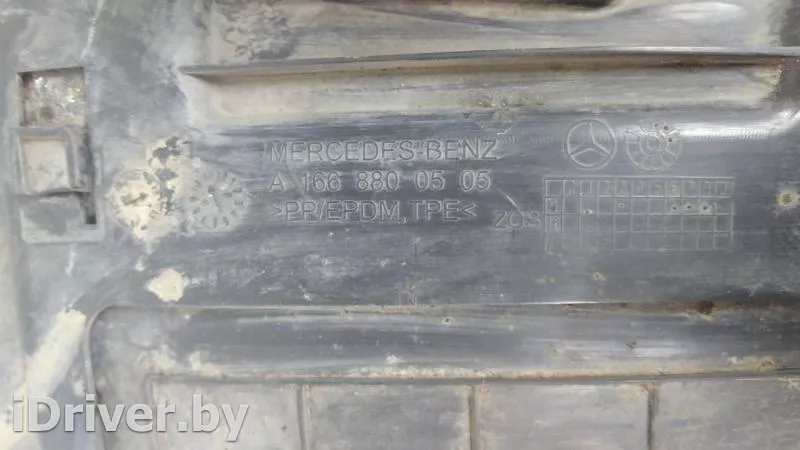 MERCEDES-BENZ
A 166 880 05 05
>PP/EPDM,TPE<
ZGS
iDriver.by